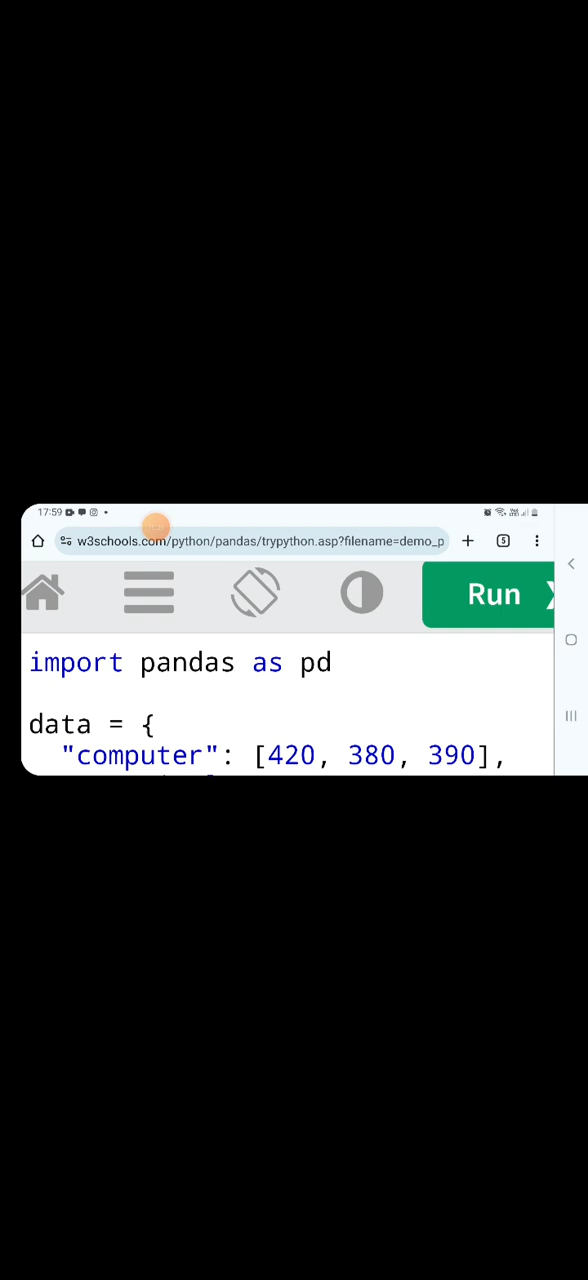 17:59
w3schools.com/python/pandas/trypython.asp?filename=demo_p
5
Run
import pandas as pd
data = {
"computer": [420, 380, 390],